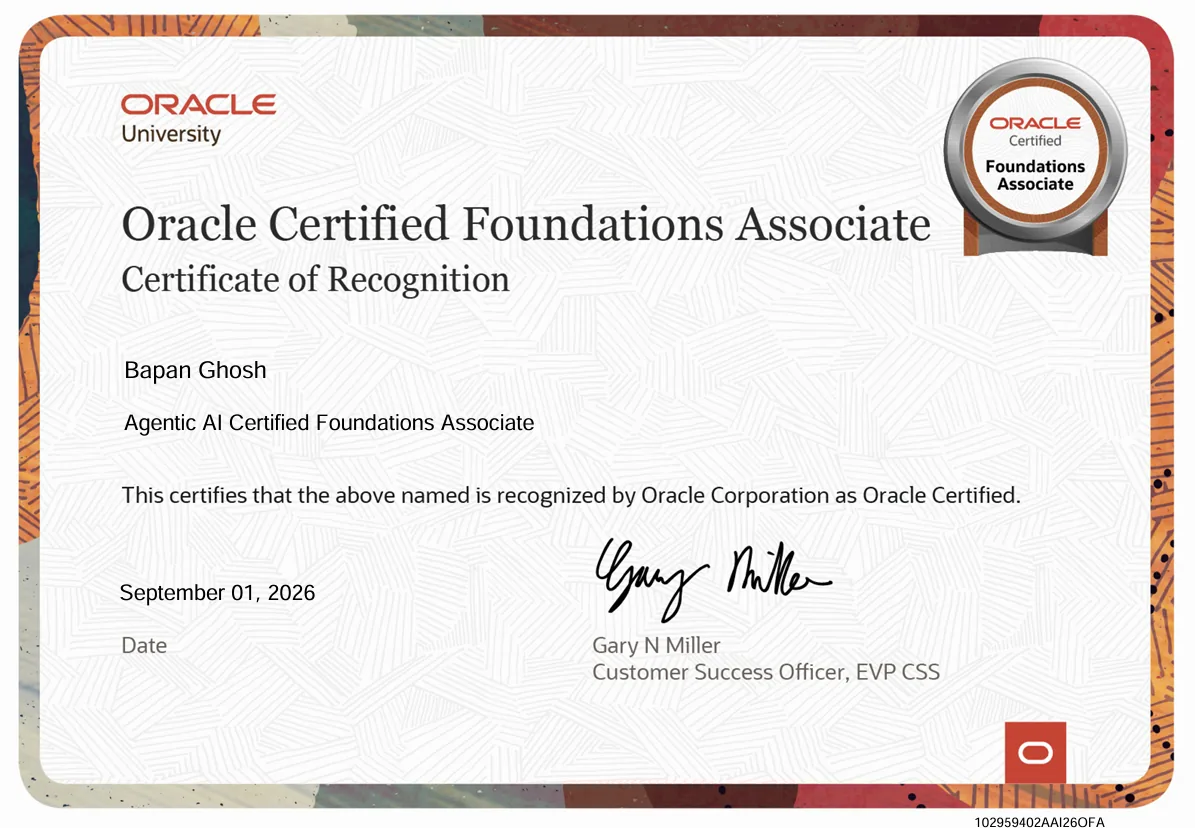 ORACLE
University
ORACLE
Certified
Foundations
Associate
Oracle Certified Foundations Associate
Certificate of Recognition
Bapan Ghosh
Agentic AI Certified Foundations Associate
This certifies that the above named is recognized by Oracle Corporation as Oracle Certified.
Gary Miller
September 01, 2026
Date
Gary N Miller
Customer Success Officer, EVP CSS
102959402AAI26OFA